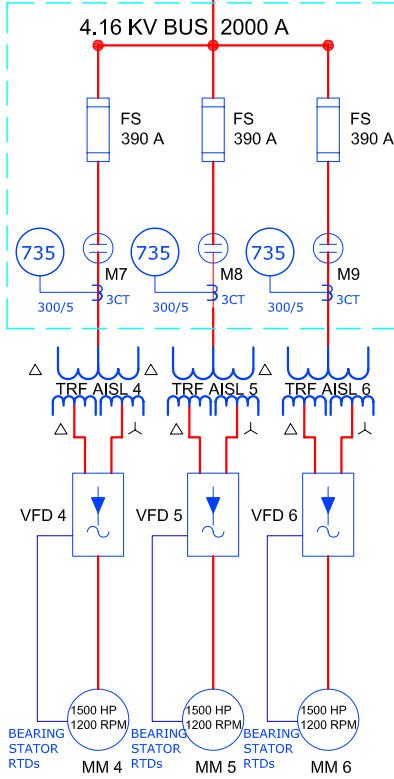 4.16 KV BUS 2000 A
FS
390 A
FS
390 A
FS
390 A
735
735
735
M7
M8
M9
300/5
3CT
300/5
3CT
300/5
3CT
TRF AISL 4
TRF AISL 5
TRF AISL 6
VFD 4
VFD 5
VFD 6
1500 HP
1200 RPM
1500 HP
1200 RPM
1500 HP
1200 RPM
BEARING
STATOR
RTDs
BEARING
STATOR
RTDs
BEARING
STATOR
RTDs
MM 4
MM 5
MM 6